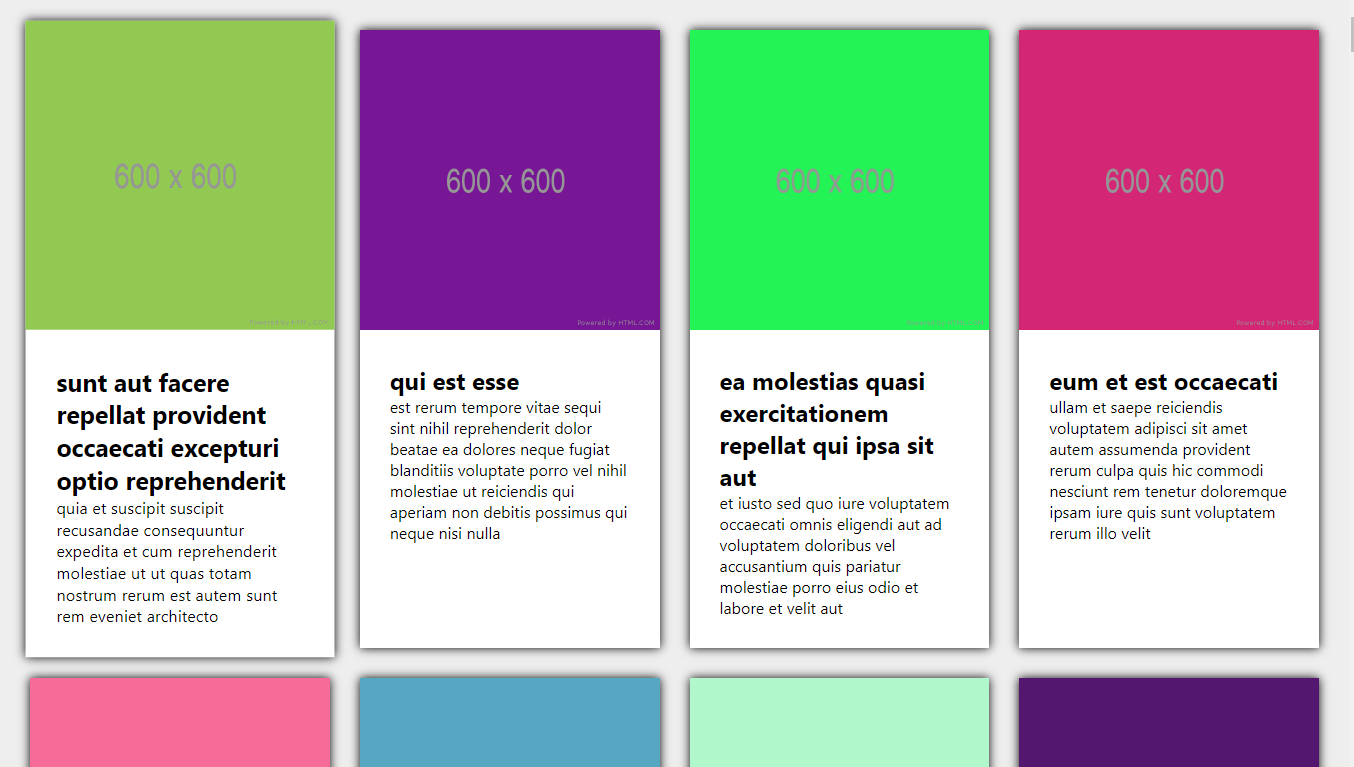 600 x 600
Powered by HTML.COM
sunt aut facere
repellat provident
occaecati excepturi
optio reprehenderit
quia et suscipit suscipit
recusandae consequuntur
expedita et cum reprehenderit
molestiae ut ut quas totam
nostrum rerum est autem sunt
rem eveniet architecto
600 x 600
Powered by HTML.COM
qui est esse
est rerum tempore vitae sequi
sint nihil reprehenderit dolor
beatae ea dolores neque fugiat
blanditiis voluptate porro vel nihil
molestiae ut reiciendis qui
aperiam non debitis possimus qui
neque nisi nulla
600 x 600
Powered by HTML.COM
ea molestias quasi
exercitationem
repellat qui ipsa sit
aut
et iusto sed quo iure voluptatem
occaecati omnis eligendi aut ad
voluptatem doloribus vel
accusantium quis pariatur
molestiae porro eius odio et
labore et velit aut
600 x 600
Powered by HTML.COM
eum et est occaecati
ullam et saepe reiciendis
voluptatem adipisci sit amet
autem assumenda provident
rerum culpa quis hic commodi
nesciunt rem tenetur doloremque
ipsam iure quis sunt voluptatem
rerum illo velit